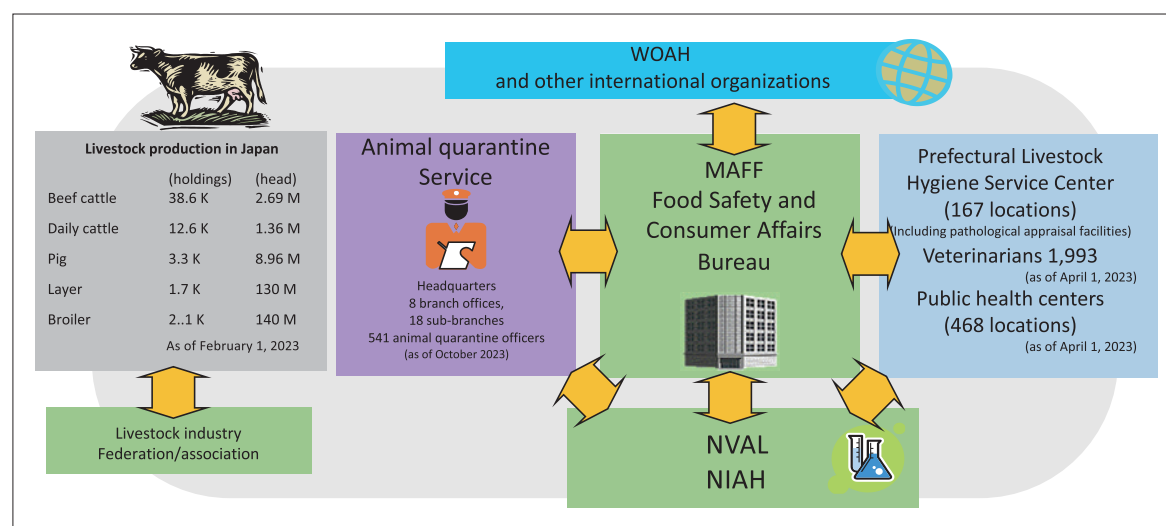 WOAH
and other international organizations
Livestock production in Japan
(holdings) (head)
Beef cattle 38.6 K 2.69 M
Daily cattle 12.6 K 1.36 M
Pig 3.3 K 8.96 M
Layer 1.7 K 130 M
Broiler 2..1 K 140 M
As of February 1, 2023
Livestock industry
Federation/association
Animal quarantine
Service
Headquarters
8 branch offices,
18 sub-branches
541 animal quarantine officers
(as of October 2023)
MAFF
Food Safety and
Consumer Affairs
Bureau
Prefectural Livestock
Hygiene Service Center
(167 locations)
(Including pathological appraisal facilities)
Veterinarians 1,993
(as of April 1, 2023)
Public health centers
(468 locations)
(as of April 1, 2023)
NVAL
NIAH